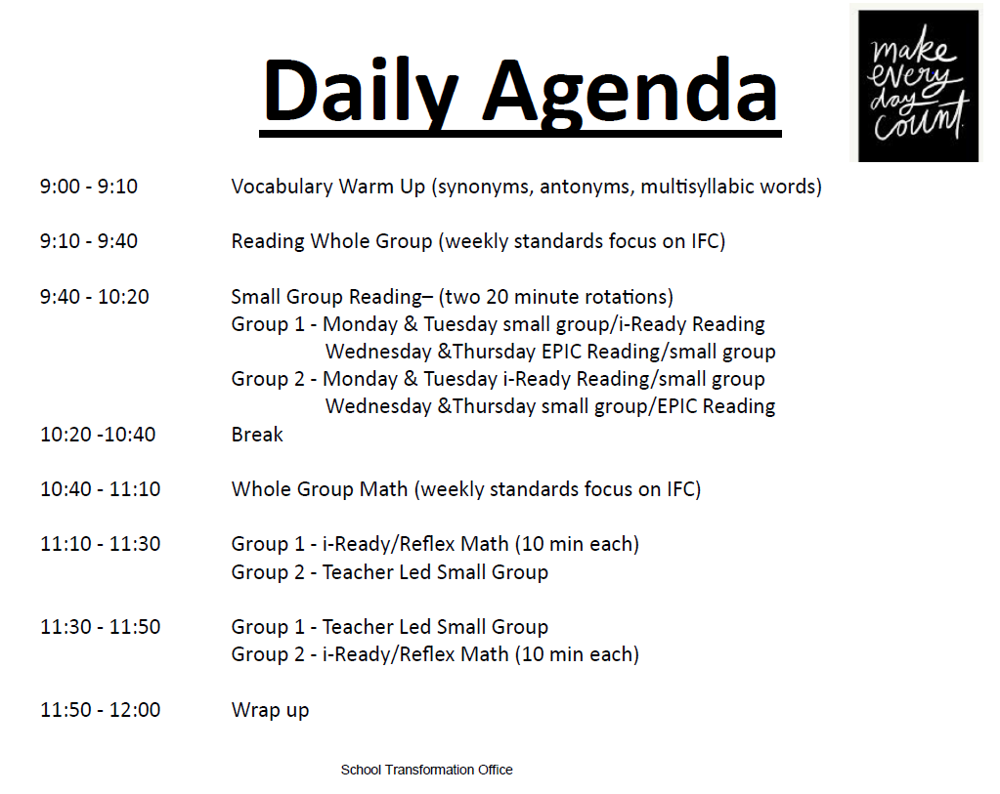 make
every
day
count.
Daily Agenda
9:00 - 9:10 Vocabulary Warm Up (synonyms, antonyms, multisyllabic words)
9:10 - 9:40 Reading Whole Group (weekly standards focus on IFC)
9:40 - 10:20 Small Group Reading– (two 20 minute rotations)
Group 1 - Monday & Tuesday small group/i-Ready Reading
Wednesday &Thursday EPIC Reading/small group
Group 2 - Monday & Tuesday i-Ready Reading/small group
Wednesday &Thursday small group/EPIC Reading
10:20 -10:40 Break
10:40 - 11:10 Whole Group Math (weekly standards focus on IFC)
11:10 - 11:30 Group 1 - i-Ready/Reflex Math (10 min each)
Group 2 - Teacher Led Small Group
11:30 - 11:50 Group 1 - Teacher Led Small Group
Group 2 - i-Ready/Reflex Math (10 min each)
11:50 - 12:00 Wrap up
School Transformation Office